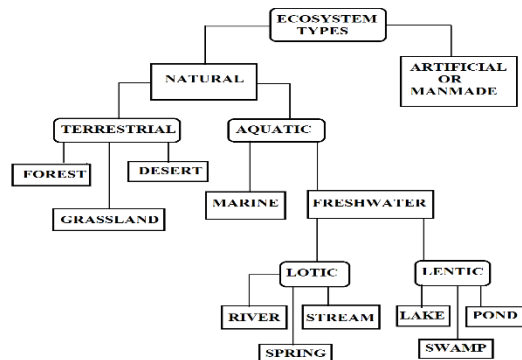 ECOSYSTEM
TYPES
NATURAL
ARTIFICIAL
OR
MANMADE
TERRESTRIAL
AQUATIC
FOREST
DESERT
GRASSLAND
MARINE
FRESHWATER
LOTIC
LENTIC
RIVER
STREAM
LAKE
POND
SPRING
SWAMP